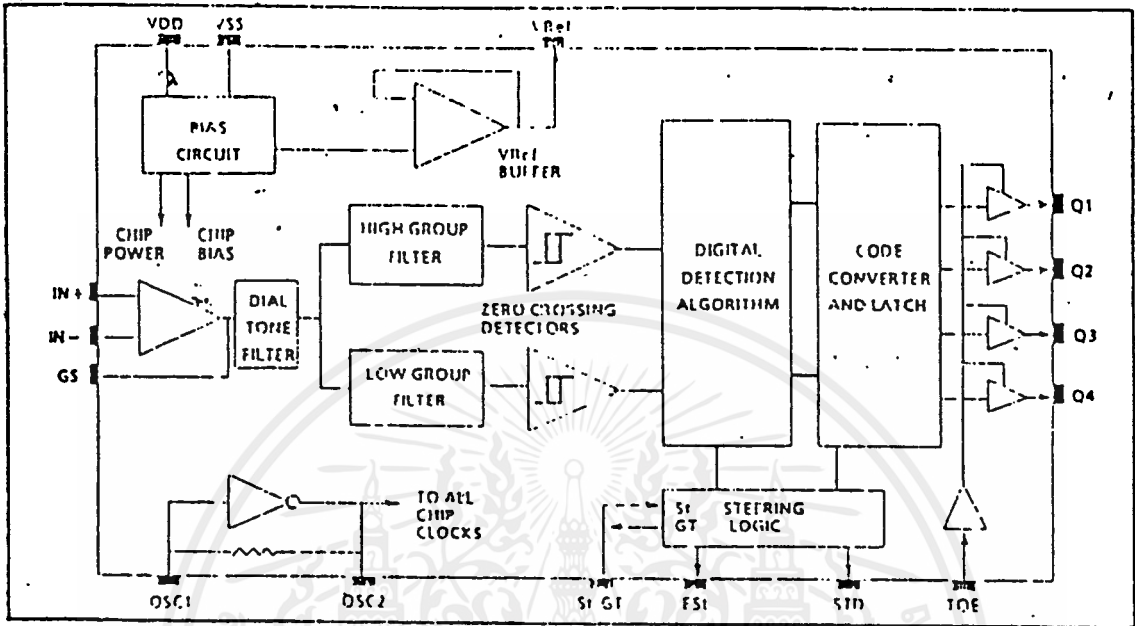 VDD VSS VRef
BIAS
CIRCUIT
VRef
BUFFER
CHIP
POWER
CHIP
BIAS
HIGH GROUP
FILTER
DIGITAL
DETECTION
ALGORITHM
CODE
CONVERTER
AND LATCH
Q1
Q2
Q3
Q4
IN +
IN -
GS
DIAL
TONE
FILTER
ZERO CROSSING
DETECTORS
LOW GROUP
FILTER
TO ALL
CHIP
CLOCKS
St
GT
STEERING
LOGIC
OSC1 OSC2 St GT ESt STD TOE